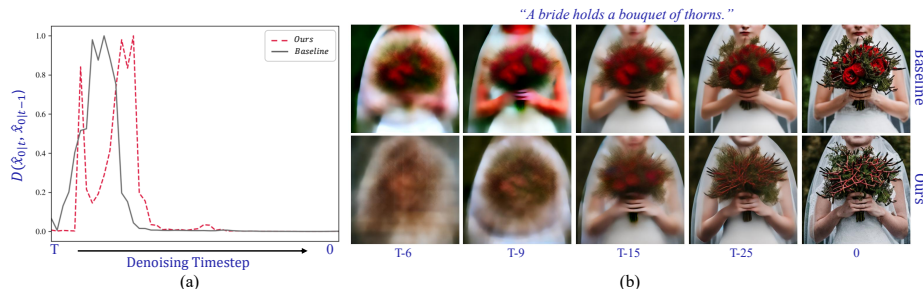 “A bride holds a bouquet of thorns.”
Ours
Baseline
1.0
0.8
0.6
0.4
0.2
0.0
D(x̂₀|t, x̂₀|t−1)
T
0
Denoising Timestep
(a)
Baseline
Ours
T-6
T-9
T-15
T-25
0
(b)